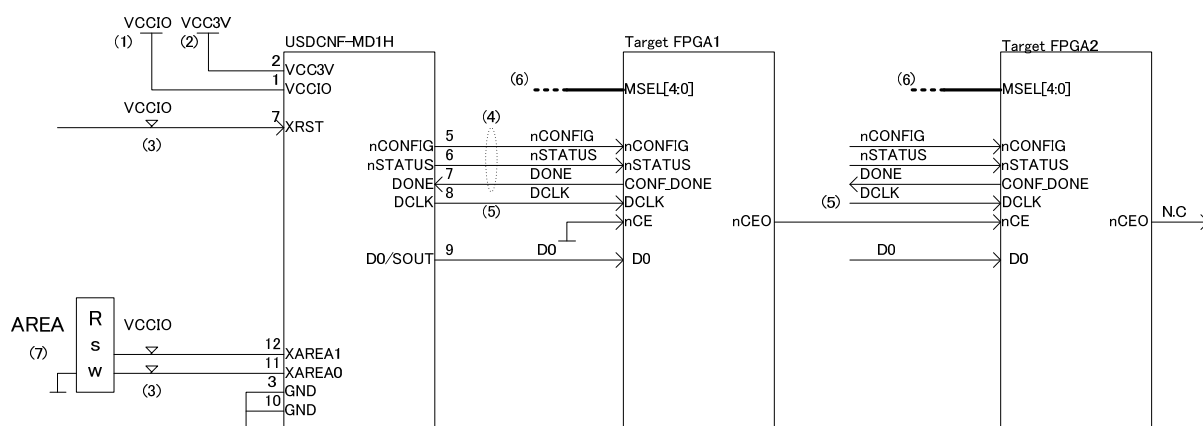 VCCIO VCC3V
(1) (2)
USDCNF-MD1H
2 VCC3V
1 VCCIO
VCCIO
7 XRST
(3)
nCONFIG 5
nSTATUS 6
DONE 7
DCLK 8
D0/SOUT 9
(4)
nCONFIG
nSTATUS
DONE
DCLK
(5)
D0
AREA
(7)
R
s
w
VCCIO
12 XAREA1
11 XAREA0
(3)
3 GND
10 GND
Target FPGA1
(6)
MSEL[4:0]
nCONFIG
nSTATUS
CONF_DONE
DCLK
nCE
nCEO
D0
Target FPGA2
(6)
MSEL[4:0]
nCONFIG
nSTATUS
DONE
DCLK
(5)
D0
nCONFIG
nSTATUS
CONF_DONE
DCLK
nCE
nCEO
N.C
D0